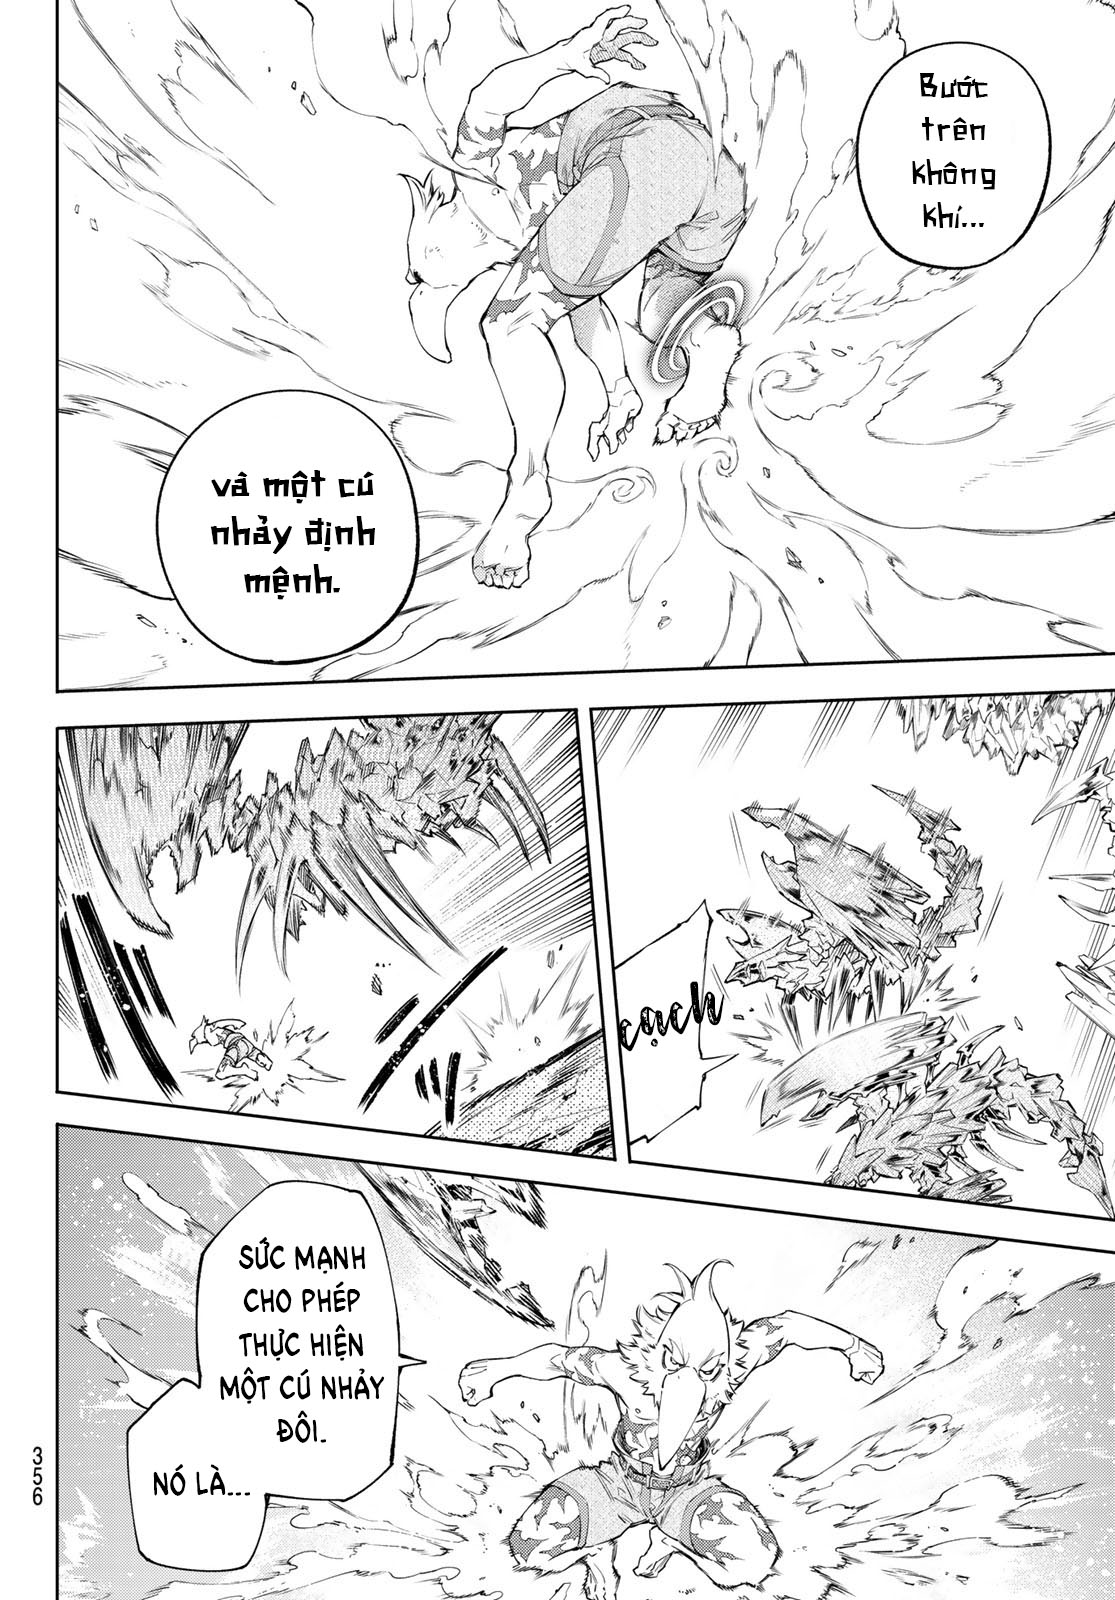 Bước
trên
không
khí...
và một cú
nhảy định
mệnh.
cạch
SỨC MẠNH
CHO PHÉP
THỰC HIỆN
MỘT CÚ NHẢY
ĐÔI.
NÓ LÀ...
356